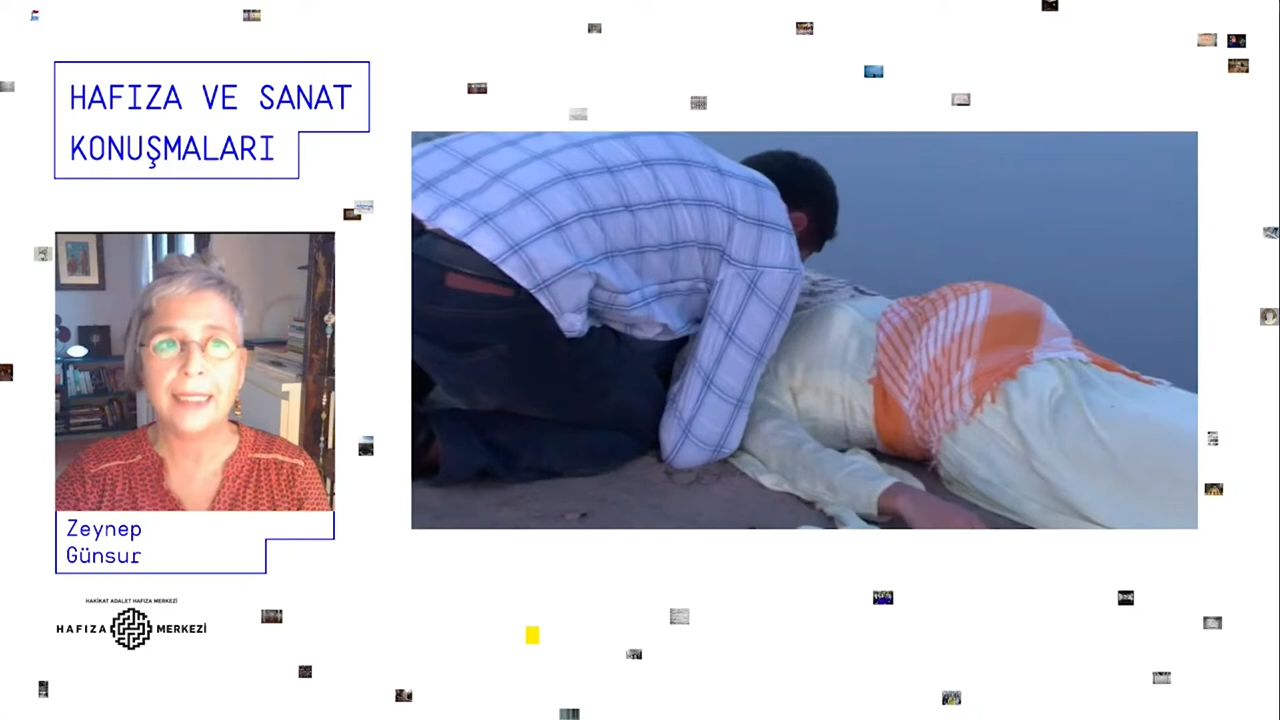 HAFIZA VE SANAT
KONUŞMALARI
Zeynep
Günsur
HAKİKAT ADALET HAFIZA MERKEZİ
HAFIZA MERKEZİ